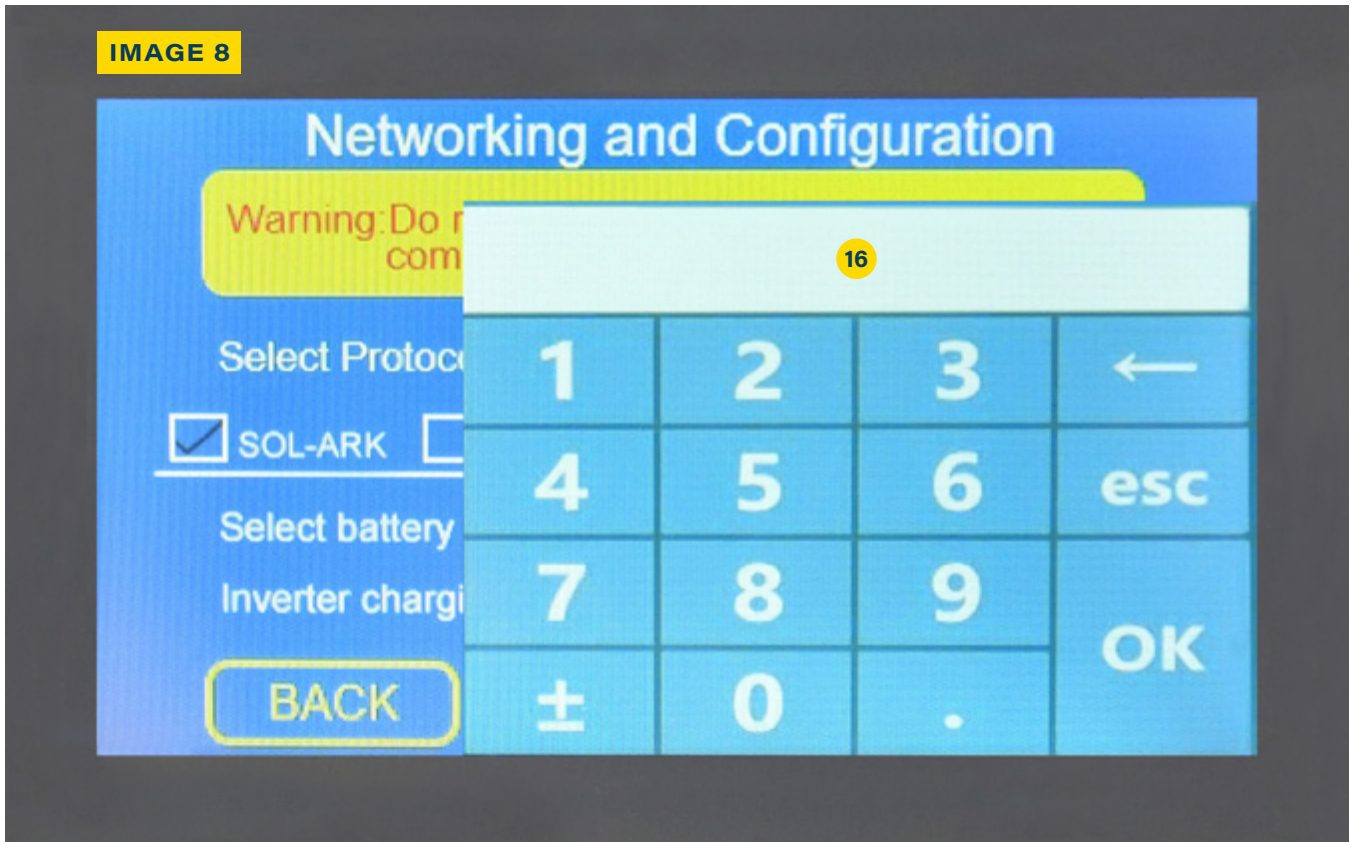 IMAGE 8
Networking and Configuration
Warning:Do
com
Select Protoc
SOL-ARK
Select battery
Inverter chargi
BACK
16
1 2 3 ←
4 5 6 esc
7 8 9
OK
± 0 .